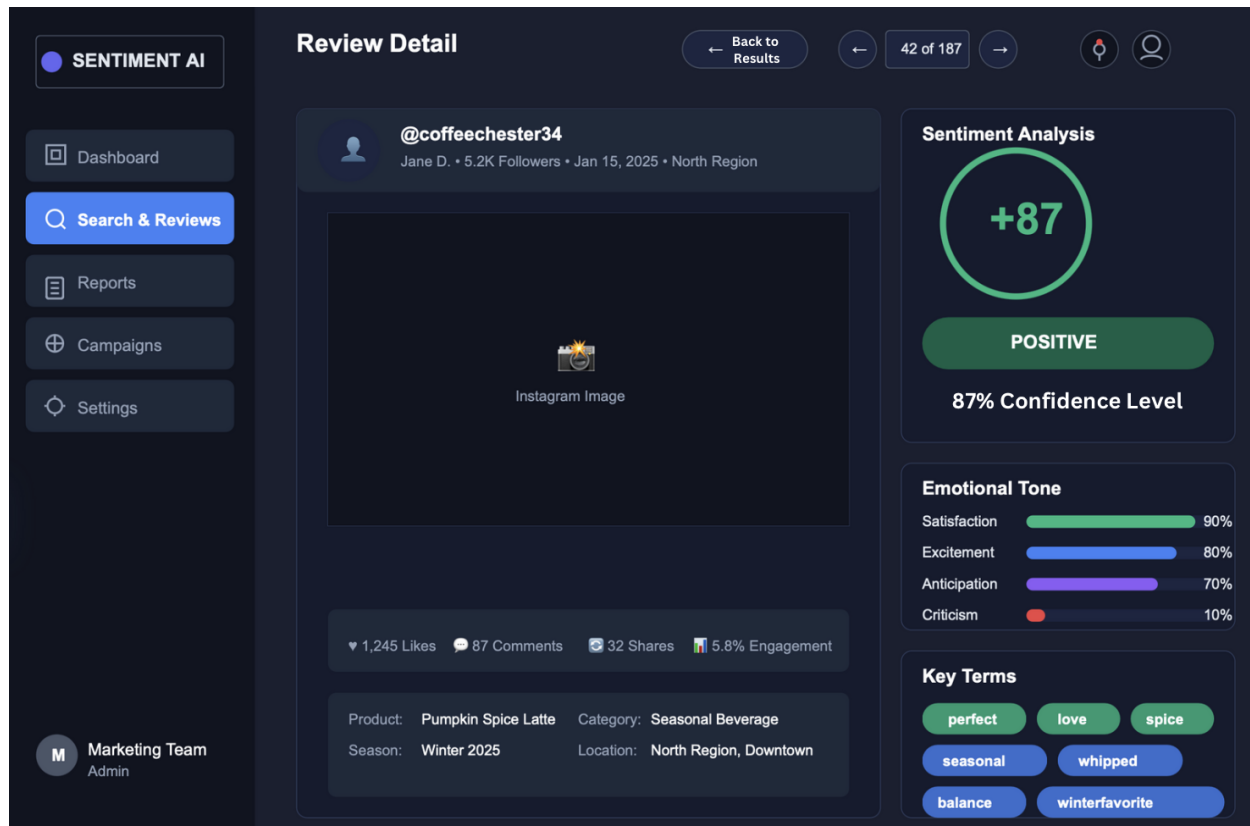 SENTIMENT AI
Dashboard
Search & Reviews
Reports
Campaigns
Settings
M
Marketing Team
Admin
Review Detail
← Back to
Results
←
42 of 187
→
@coffeechester34
Jane D. • 5.2K Followers • Jan 15, 2025 • North Region
Instagram Image
♥ 1,245 Likes 💬 87 Comments 🔄 32 Shares 📊 5.8% Engagement
Product: Pumpkin Spice Latte Category: Seasonal Beverage
Season: Winter 2025 Location: North Region, Downtown
Sentiment Analysis
+87
POSITIVE
87% Confidence Level
Emotional Tone
Satisfaction 90%
Excitement 80%
Anticipation 70%
Criticism 10%
Key Terms
perfect love spice
seasonal whipped
balance winterfavorite